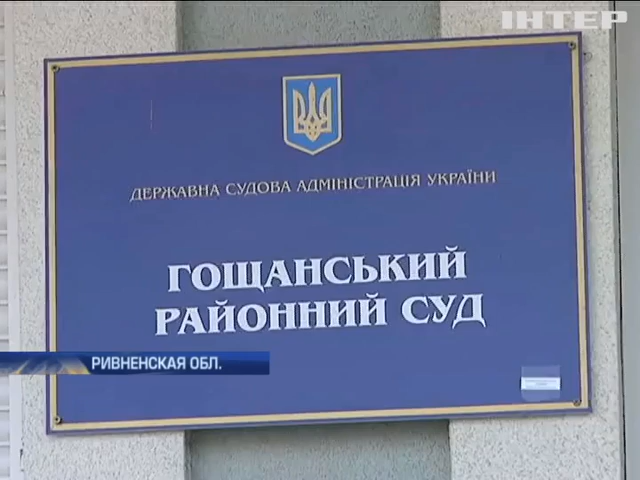 ІНТЕР
ДЕРЖАВНА СУДОВА АДМІНІСТРАЦІЯ УКРАЇНИ
ГОЩАНСЬКИЙ
РАЙОННИЙ СУД
РИВНЕНСКАЯ ОБЛ.